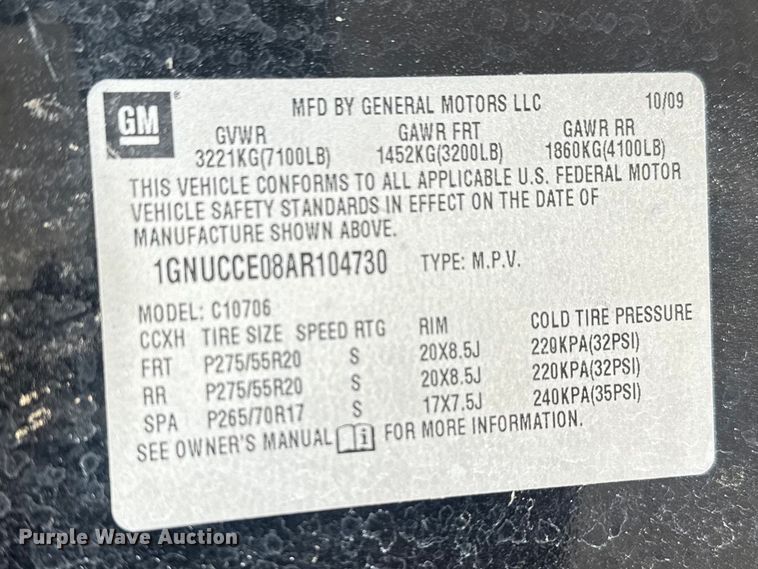 GM® MFD BY GENERAL MOTORS LLC 10/09
GVWR GAWR FRT GAWR RR
3221KG(7100LB) 1452KG(3200LB) 1860KG(4100LB)
THIS VEHICLE CONFORMS TO ALL APPLICABLE U.S. FEDERAL MOTOR
VEHICLE SAFETY STANDARDS IN EFFECT ON THE DATE OF
MANUFACTURE SHOWN ABOVE.
1GNUCCE08AR104730 TYPE: M.P.V.
MODEL: C10706
CCXH TIRE SIZE SPEED RTG RIM COLD TIRE PRESSURE
FRT P275/55R20 S 20X8.5J 220KPA(32PSI)
RR P275/55R20 S 20X8.5J 220KPA(32PSI)
SPA P265/70R17 S 17X7.5J 240KPA(35PSI)
SEE OWNER'S MANUAL i FOR MORE INFORMATION.
Purple Wave Auction